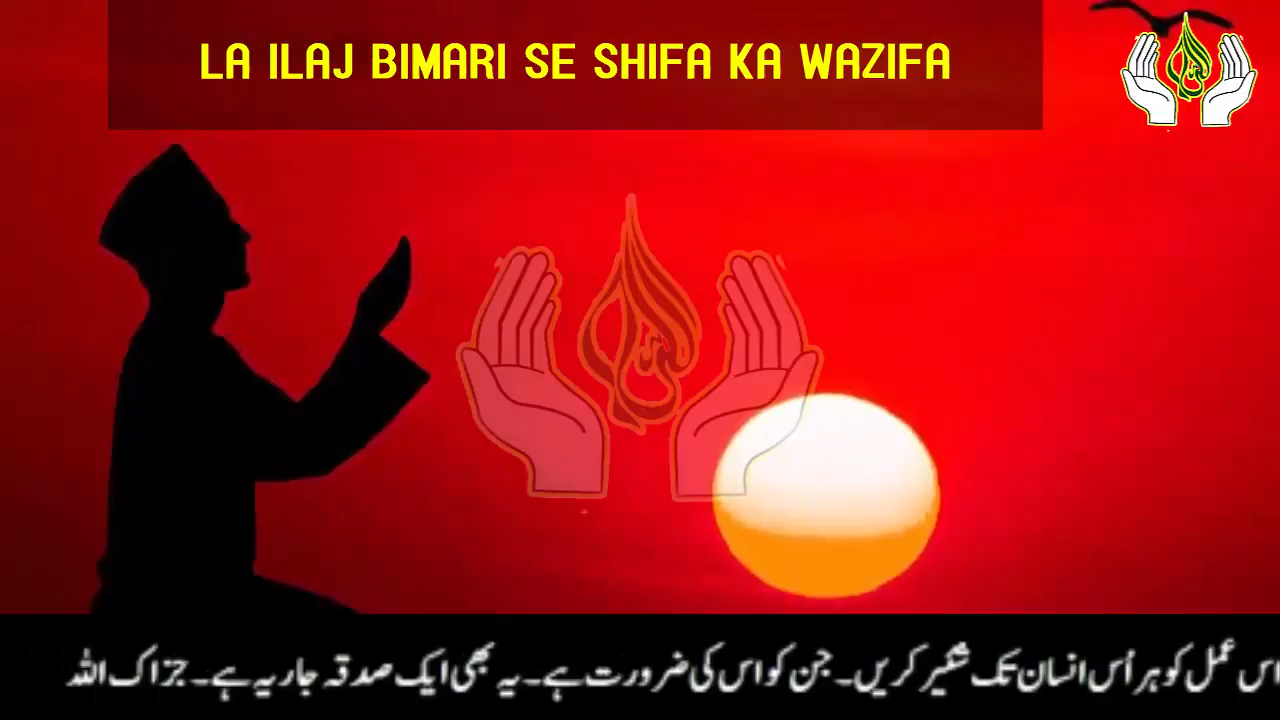 LA ILAJ BIMARI SE SHIFA KA WAZIFA
اس عمل کو ہر اُس انسان تک شئیر کریں۔ جن کو اس کی ضرورت ہے۔ یہ بھی ایک صدقہ جاریہ ہے۔ جزاک اللہ